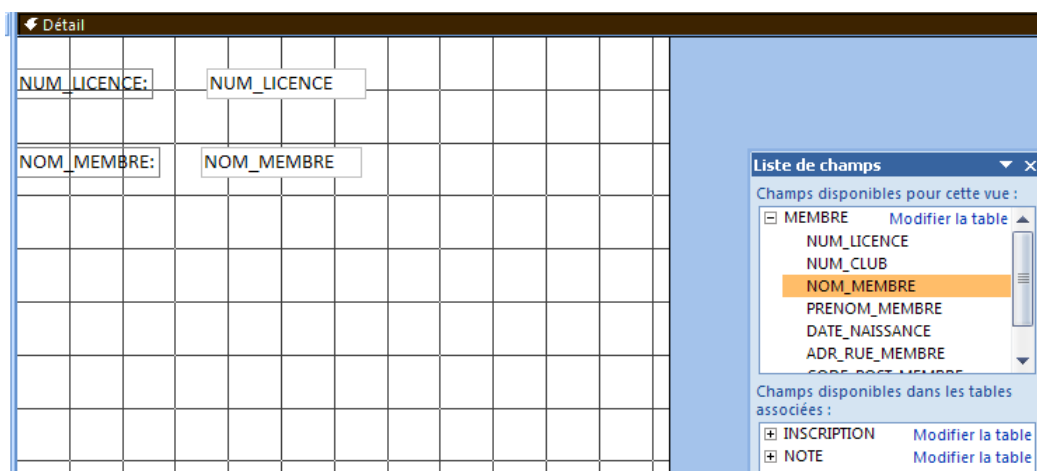 Détail
NUM_LICENCE: NUM_LICENCE
NOM_MEMBRE: NOM_MEMBRE
Liste de champs
Champs disponibles pour cette vue :
MEMBRE Modifier la table
NUM_LICENCE
NUM_CLUB
NOM_MEMBRE
PRENOM_MEMBRE
DATE_NAISSANCE
ADR_RUE_MEMBRE
CODE_POST_MEMBRE
Champs disponibles dans les tables
associées :
INSCRIPTION Modifier la table
NOTE Modifier la table